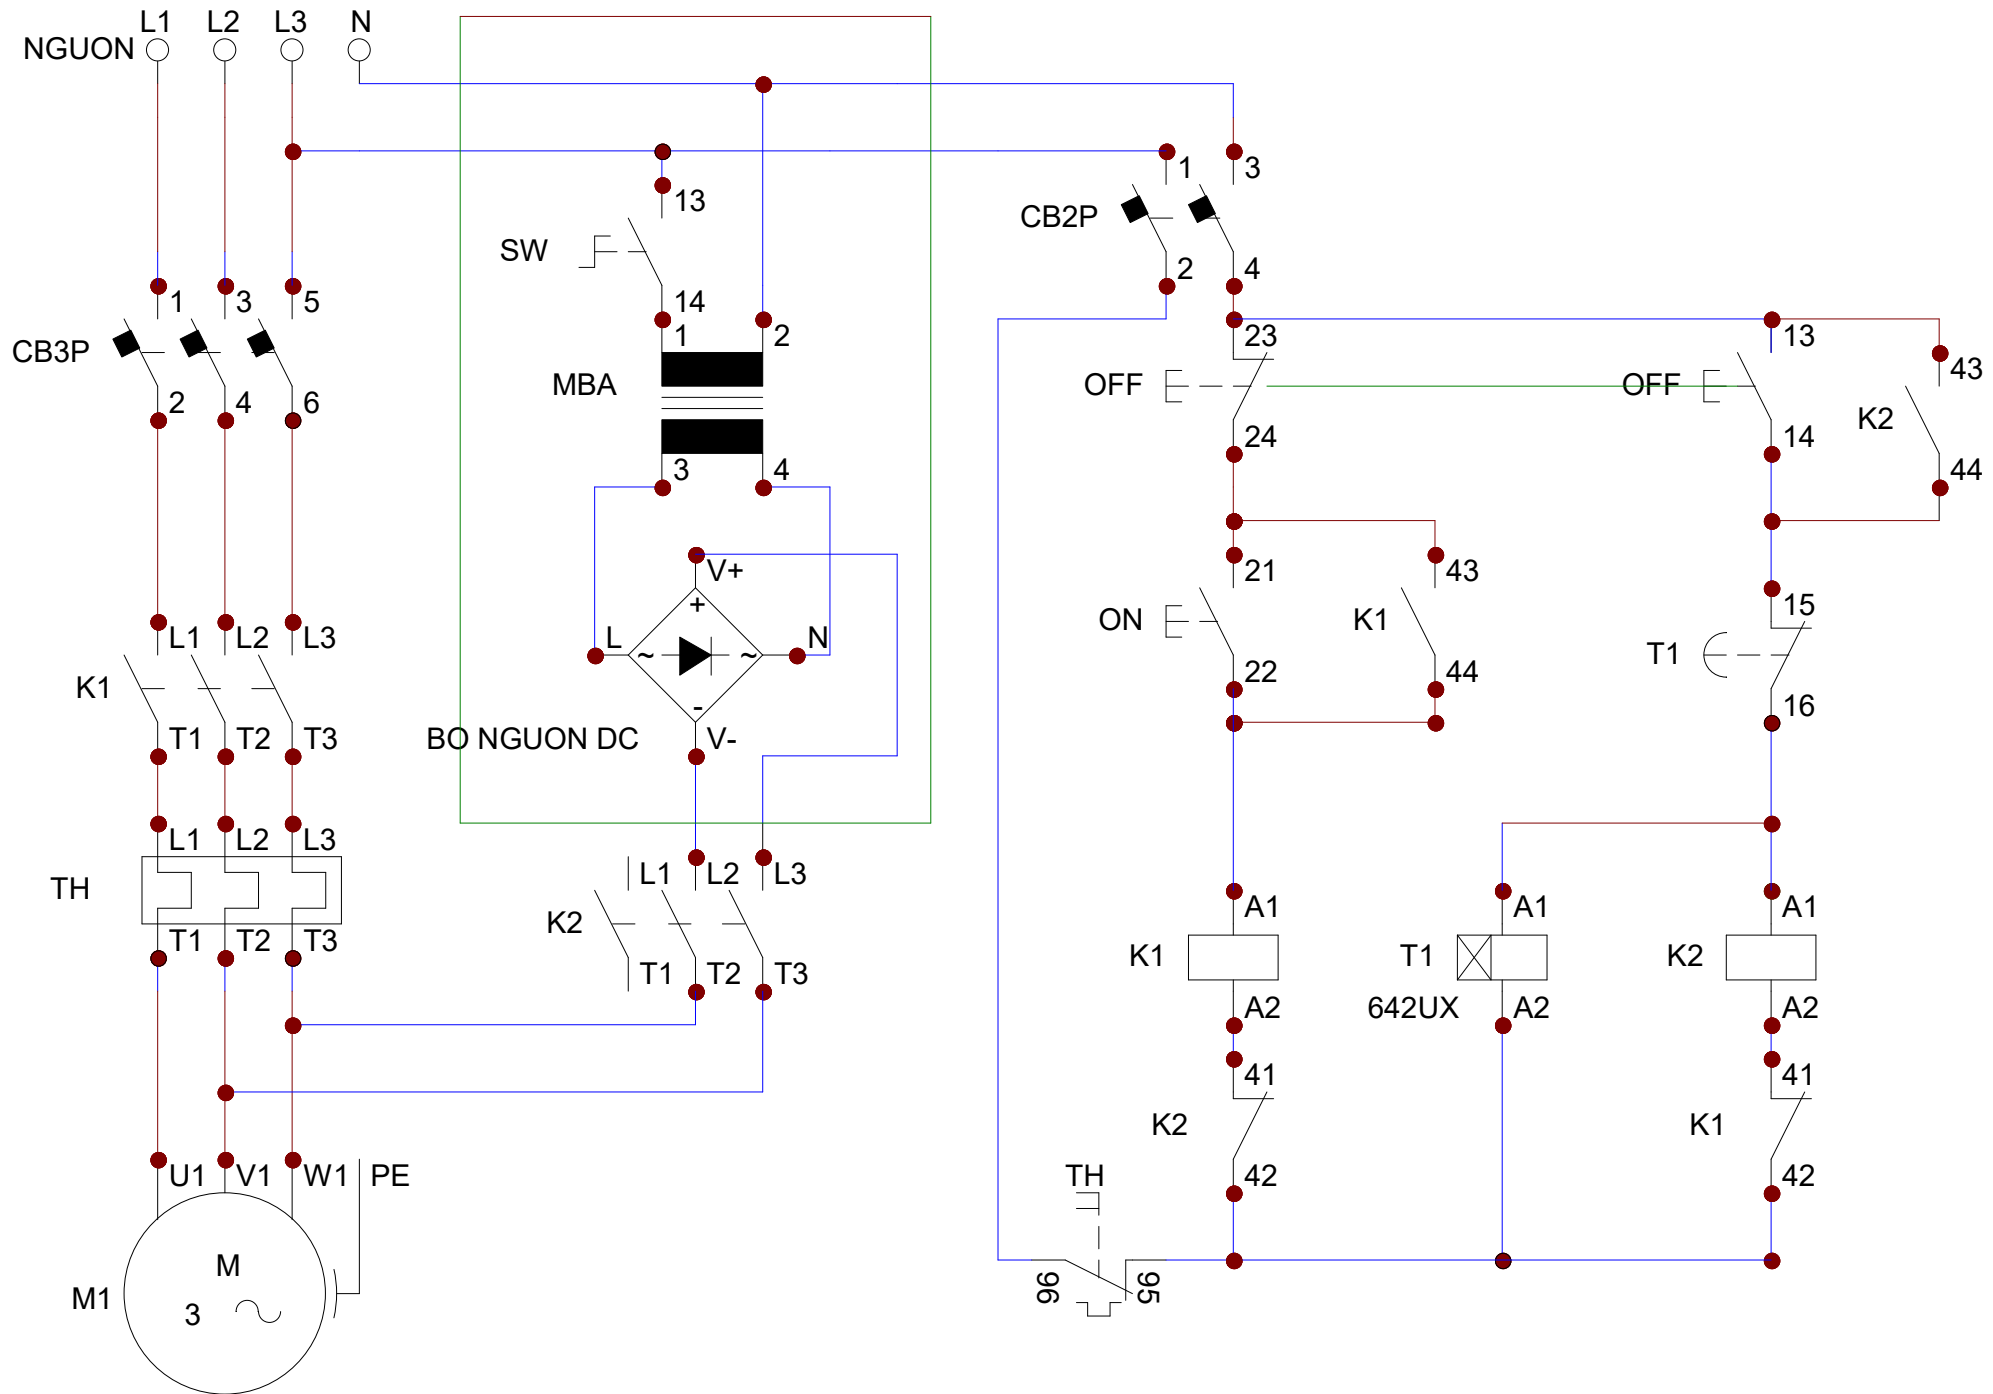 L1 L2 L3 N
NGUON
1 3
13
CB2P
SW
2 4
1 3 5
14
1 2
23 13
CB3P
43
MBA
OFF OFF
2 4 6
K2
24 14
3 4
44
V+
21 43
+
15
ON K1
L1 L2 L3
L ~ ~ N
T1
22 44
K1
-
16
T1 T2 T3
BO NGUON DC V-
L1 L2 L3
L1 L2 L3
TH
A1 A1 A1
K2
T1 T2 T3
K1 T1 K2
T1 T2 T3
A2 642UX A2 A2
41 41
K2 K1
U1 V1 W1 PE
TH 42 42
M
96 95
M1
3